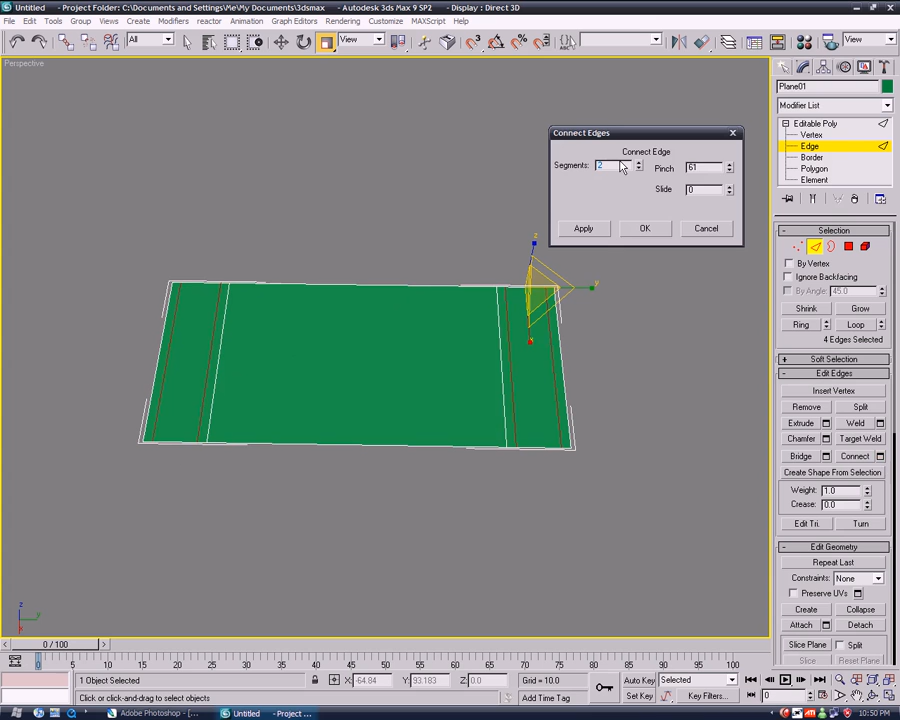 Untitled - Project Folder: C:\Documents and Settings\Me\My Documents\3dsmax - Autodesk 3ds Max 9 SP2 - Display : Direct 3D
File Edit Tools Group Views Create Modifiers reactor Animation Graph Editors Rendering Customize MAXScript Help
All View View
Perspective
Plane01
Modifier List
Editable Poly
Vertex
Edge
Border
Polygon
Element
Connect Edges
Connect Edge
Segments: 2 Pinch 61
Slide 0
Apply OK Cancel
z
y
x
Selection
By Vertex
Ignore Backfacing
By Angle: 45.0
Shrink Grow
Ring Loop
4 Edges Selected
Soft Selection
Edit Edges
Insert Vertex
Remove Split
Extrude Weld
Chamfer Target Weld
Bridge Connect
Create Shape From Selection
Weight: 1.0
Crease: 0.0
Edit Tri. Turn
Edit Geometry
Repeat Last
Constraints: None
Preserve UVs
Create Collapse
Attach Detach
Slice Plane Split
Slice Reset Plane
z
y
0 / 100
0 5 10 15 20 25 30 35 40 45 50 55 60 65 70 75 80 85 90 95 100
1 Object Selected X: -64.84 Y: 93.183 Z: 0.0 Grid = 10.0 Auto Key Selected
Click or click-and-drag to select objects Add Time Tag Set Key Key Filters... 0
start Adobe Photoshop - [... Untitled - Project ... 10:50 PM